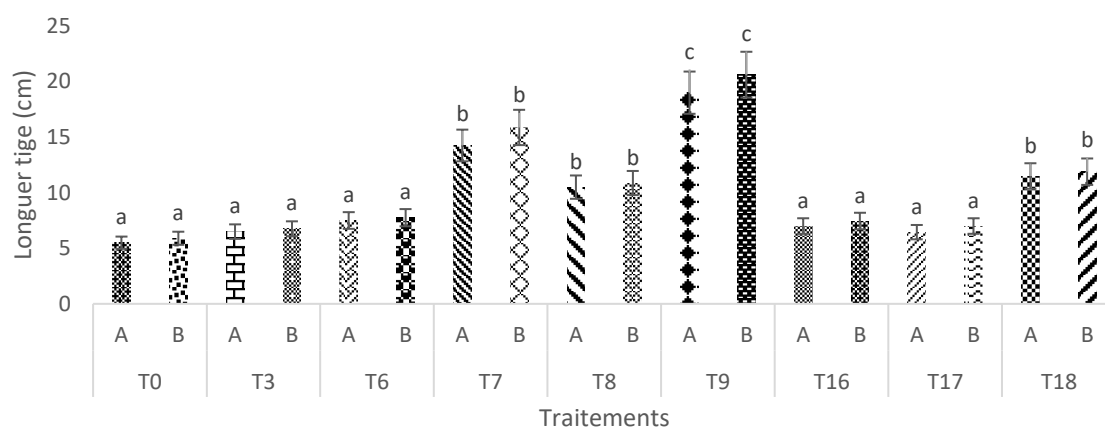 25
20
15
10
5
0
Longuer tige (cm)
a a a a a a b b b b c c a a a a b b
A B A B A B A B A B A B A B A B A B
T0 T3 T6 T7 T8 T9 T16 T17 T18
Traitements